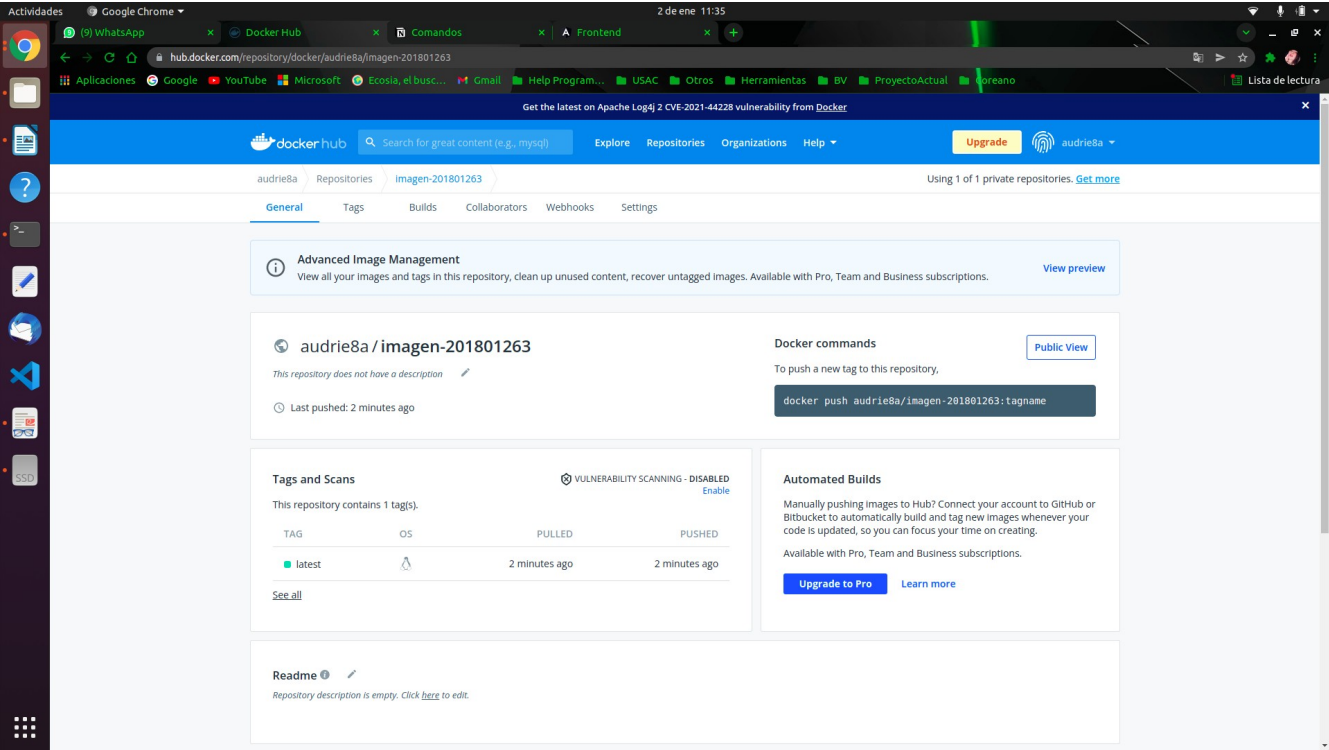 Actividades Google Chrome 2 de ene 11:35
(9) WhatsApp Docker Hub Comandos Frontend
hub.docker.com/repository/docker/audrie8a/imagen-201801263
Aplicaciones Google YouTube Microsoft Ecosia, el busc... Gmail Help Program... USAC Otros Herramientas BV ProyectoActual Coreano Lista de lectura
Get the latest on Apache Log4j 2 CVE-2021-44228 vulnerability from Docker
docker hub Search for great content (e.g., mysql) Explore Repositories Organizations Help Upgrade audrie8a
audrie8a Repositories imagen-201801263 Using 1 of 1 private repositories. Get more
General Tags Builds Collaborators Webhooks Settings
Advanced Image Management
View all your images and tags in this repository, clean up unused content, recover untagged images. Available with Pro, Team and Business subscriptions. View preview
audrie8a / imagen-201801263
This repository does not have a description
Last pushed: 2 minutes ago
Docker commands Public View
To push a new tag to this repository,
docker push audrie8a/imagen-201801263:tagname
Tags and Scans VULNERABILITY SCANNING - DISABLED
Enable
This repository contains 1 tag(s).
TAG OS PULLED PUSHED
latest 2 minutes ago 2 minutes ago
See all
Automated Builds
Manually pushing images to Hub? Connect your account to GitHub or
Bitbucket to automatically build and tag new images whenever your
code is updated, so you can focus your time on creating.
Available with Pro, Team and Business subscriptions.
Upgrade to Pro Learn more
Readme
Repository description is empty. Click here to edit.
SSD